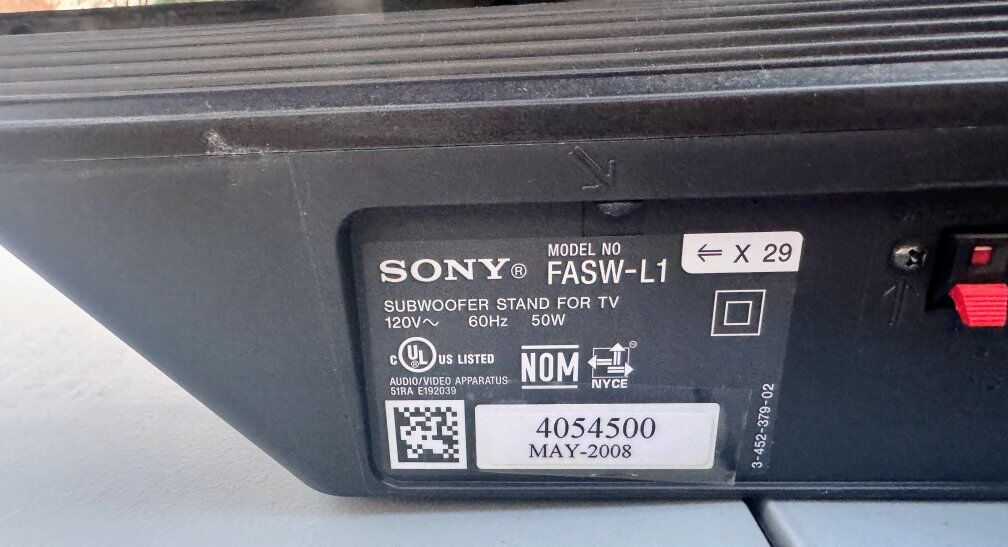 SONY®
MODEL NO
FASW-L1
⇐ X 29
SUBWOOFER STAND FOR TV
120V~ 60Hz 50W
C UL ® US LISTED
AUDIO/VIDEO APPARATUS
51RA E192039
NOM
NYCE
4054500
MAY-2008
3-452-379-02